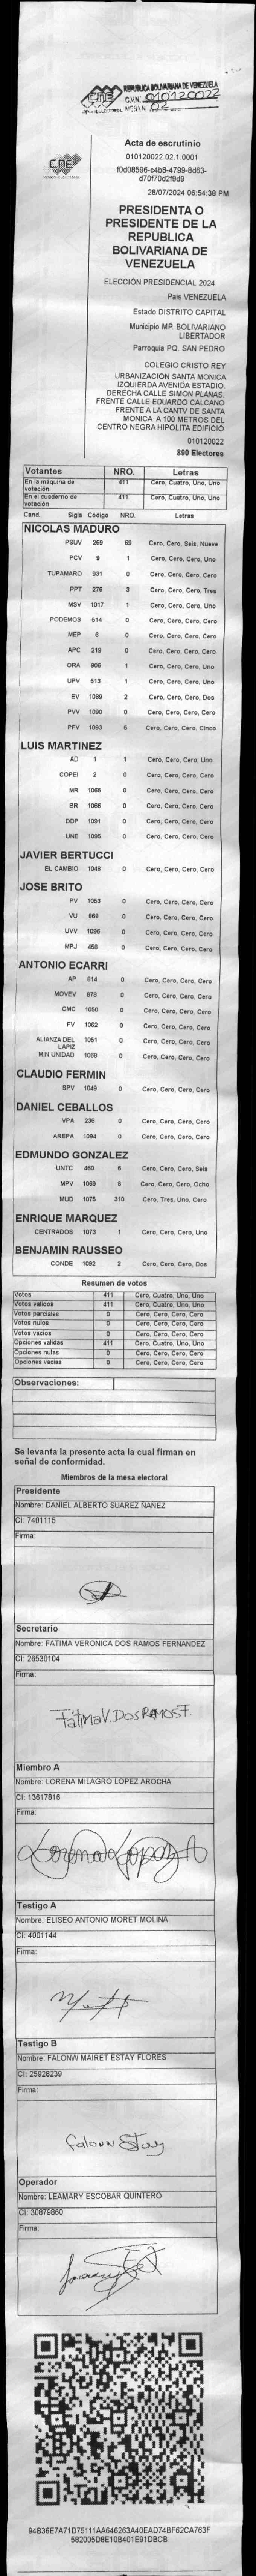 REPUBLICA BOLIVARIANA DE VENEZUELA
CNE
010120022
02
Acta de escrutinio
010120022.02.1.0001
f0d08596-c4b8-4799-8d63-
d70f70d2f9d9
28/07/2024 06:54:36 PM
PRESIDENTA O
PRESIDENTE DE LA
REPUBLICA
BOLIVARIANA DE
VENEZUELA
ELECCIÓN PRESIDENCIAL 2024
Pais VENEZUELA
Estado DISTRITO CAPITAL
Municipio MP. BOLIVARIANO
LIBERTADOR
Parroquia PQ. SAN PEDRO
COLEGIO CRISTO REY
URBANIZACION SANTA MONICA
IZQUIERDA AVENIDA ESTADIO.
DERECHA CALLE SIMON PLANAS.
FRENTE CALLE EDUARDO CALCANO
FRENTE A LA CANTV DE SANTA
MONICA A 100 METROS DEL
CENTRO NEGRA HIPOLITA EDIFICIO
010120022
890 Electores
Votantes NRO. Letras
En la máquina de votación 411 Cero, Cuatro, Uno, Uno
En el cuaderno de votación 411 Cero, Cuatro, Uno, Uno
Cand. Sigla Código NRO. Letras
NICOLAS MADURO
PSUV 269 69 Cero, Cero, Seis, Nueve
PCV 9 1 Cero, Cero, Cero, Uno
TUPAMARO 931 0 Cero, Cero, Cero, Cero
PPT 275 3 Cero, Cero, Cero, Tres
MSV 1017 1 Cero, Cero, Cero, Uno
PODEMOS 514 0 Cero, Cero, Cero, Cero
MEP 6 0 Cero, Cero, Cero, Cero
APC 219 0 Cero, Cero, Cero, Cero
ORA 906 1 Cero, Cero, Cero, Uno
UPV 513 1 Cero, Cero, Cero, Uno
EV 1089 2 Cero, Cero, Cero, Dos
PVV 1090 0 Cero, Cero, Cero, Cero
PFV 1093 5 Cero, Cero, Cero, Cinco
LUIS MARTINEZ
AD 1 1 Cero, Cero, Cero, Uno
COPEI 2 0 Cero, Cero, Cero, Cero
MR 1065 0 Cero, Cero, Cero, Cero
BR 1066 0 Cero, Cero, Cero, Cero
DDP 1091 0 Cero, Cero, Cero, Cero
UNE 1095 0 Cero, Cero, Cero, Cero
JAVIER BERTUCCI
EL CAMBIO 1048 0 Cero, Cero, Cero, Cero
JOSE BRITO
PV 1053 0 Cero, Cero, Cero, Cero
VU 869 0 Cero, Cero, Cero, Cero
UVV 1096 0 Cero, Cero, Cero, Cero
MPJ 458 0 Cero, Cero, Cero, Cero
ANTONIO ECARRI
AP 814 0 Cero, Cero, Cero, Cero
MOVEV 878 0 Cero, Cero, Cero, Cero
CMC 1050 0 Cero, Cero, Cero, Cero
FV 1062 0 Cero, Cero, Cero, Cero
ALIANZA DEL LAPIZ 1051 0 Cero, Cero, Cero, Cero
MIN UNIDAD 1068 0 Cero, Cero, Cero, Cero
CLAUDIO FERMIN
SPV 1049 0 Cero, Cero, Cero, Cero
DANIEL CEBALLOS
VPA 236 0 Cero, Cero, Cero, Cero
AREPA 1094 0 Cero, Cero, Cero, Cero
EDMUNDO GONZALEZ
UNTC 450 6 Cero, Cero, Cero, Seis
MPV 1069 8 Cero, Cero, Cero, Ocho
MUD 1075 310 Cero, Tres, Uno, Cero
ENRIQUE MARQUEZ
CENTRADOS 1073 1 Cero, Cero, Cero, Uno
BENJAMIN RAUSSEO
CONDE 1092 2 Cero, Cero, Cero, Dos
Resumen de votos
Votos 411 Cero, Cuatro, Uno, Uno
Votos validos 411 Cero, Cuatro, Uno, Uno
Votos parciales 0 Cero, Cero, Cero, Cero
Votos nulos 0 Cero, Cero, Cero, Cero
Votos vacios 0 Cero, Cero, Cero, Cero
Opciones validas 411 Cero, Cuatro, Uno, Uno
Opciones nulas 0 Cero, Cero, Cero, Cero
Opciones vacias 0 Cero, Cero, Cero, Cero
Observaciones:
Se levanta la presente acta la cual firman en
señal de conformidad.
Miembros de la mesa electoral
Presidente
Nombre: DANIEL ALBERTO SUAREZ NANEZ
CI: 7401115
Firma:
Secretario
Nombre: FATIMA VERONICA DOS RAMOS FERNANDEZ
CI: 26530104
Firma:
FátimaV.DosRamosF.
Miembro A
Nombre: LORENA MILAGRO LOPEZ AROCHA
CI: 13617816
Firma:
Lorena Lopez A
Testigo A
Nombre: ELISEO ANTONIO MORET MOLINA
CI: 4001144
Firma:
Testigo B
Nombre: FALONW MAIRET ESTAY FLORES
CI: 25928239
Firma:
Falonw Estay
Operador
Nombre: LEAMARY ESCOBAR QUINTERO
CI: 30879860
Firma:
94B36E7A71D75111AA646263A40EAD74BF62CA763F
582005D8E10B401E91DBCB